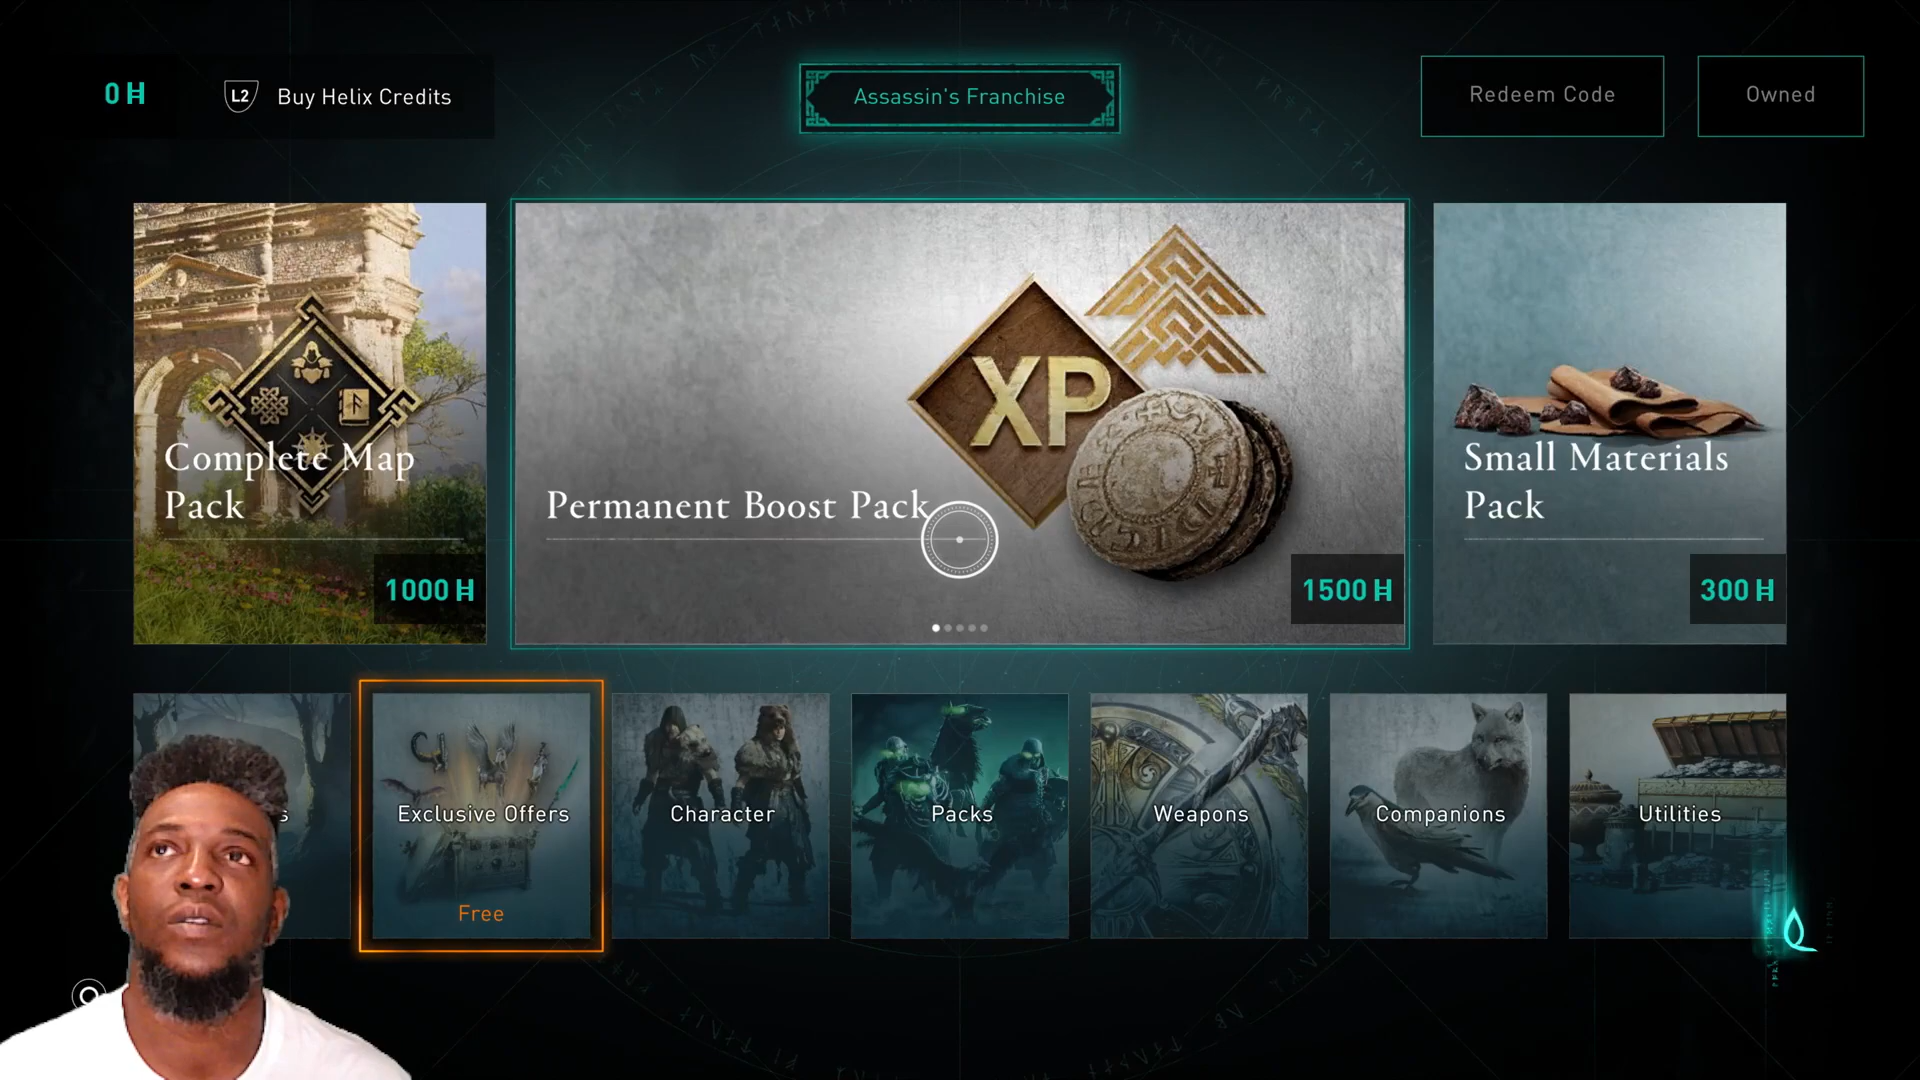 0 H
L2 Buy Helix Credits
Assassin's Franchise
Redeem Code
Owned
Complete Map
Pack
1000 H
XP
Permanent Boost Pack
1500 H
Small Materials
Pack
300 H
Exclusive Offers
Free
Character
Packs
Weapons
Companions
Utilities